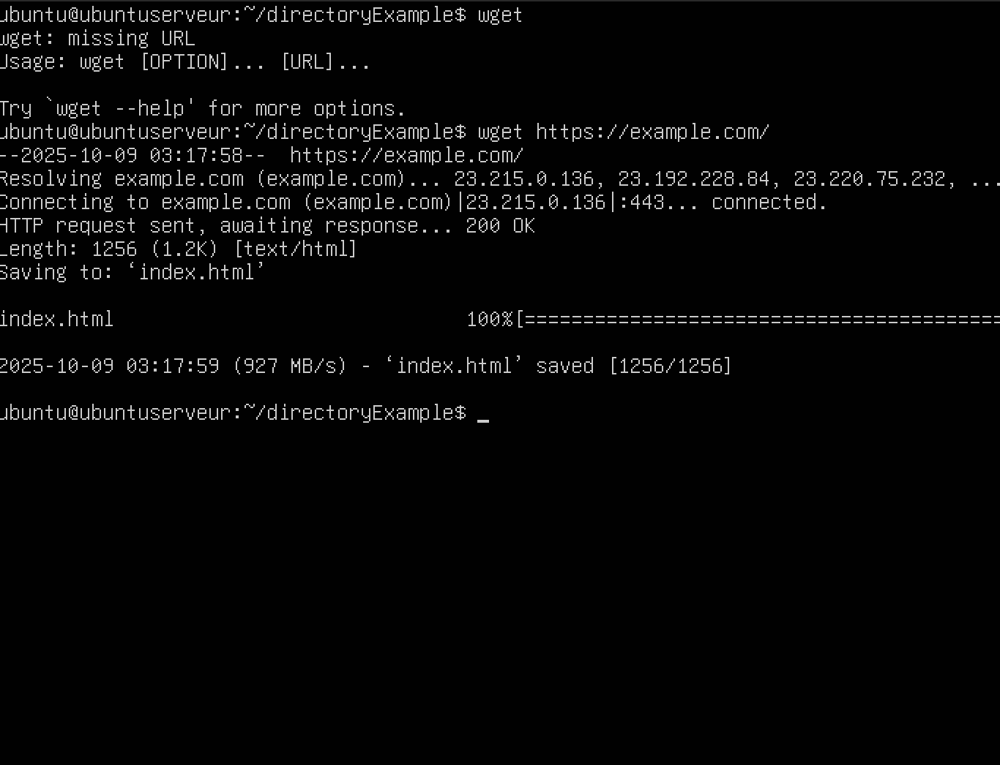 ubuntu@ubuntuserveur:~/directoryExample$ wget
wget: missing URL
Usage: wget [OPTION]... [URL]...
Try `wget --help' for more options.
ubuntu@ubuntuserveur:~/directoryExample$ wget https://example.com/
--2025-10-09 03:17:58--  https://example.com/
Resolving example.com (example.com)... 23.215.0.136, 23.192.228.84, 23.220.75.232, ...
Connecting to example.com (example.com)|23.215.0.136|:443... connected.
HTTP request sent, awaiting response... 200 OK
Length: 1256 (1.2K) [text/html]
Saving to: ‘index.html’
index.html                              100%[=========================================
2025-10-09 03:17:59 (927 MB/s) - ‘index.html’ saved [1256/1256]
ubuntu@ubuntuserveur:~/directoryExample$ _